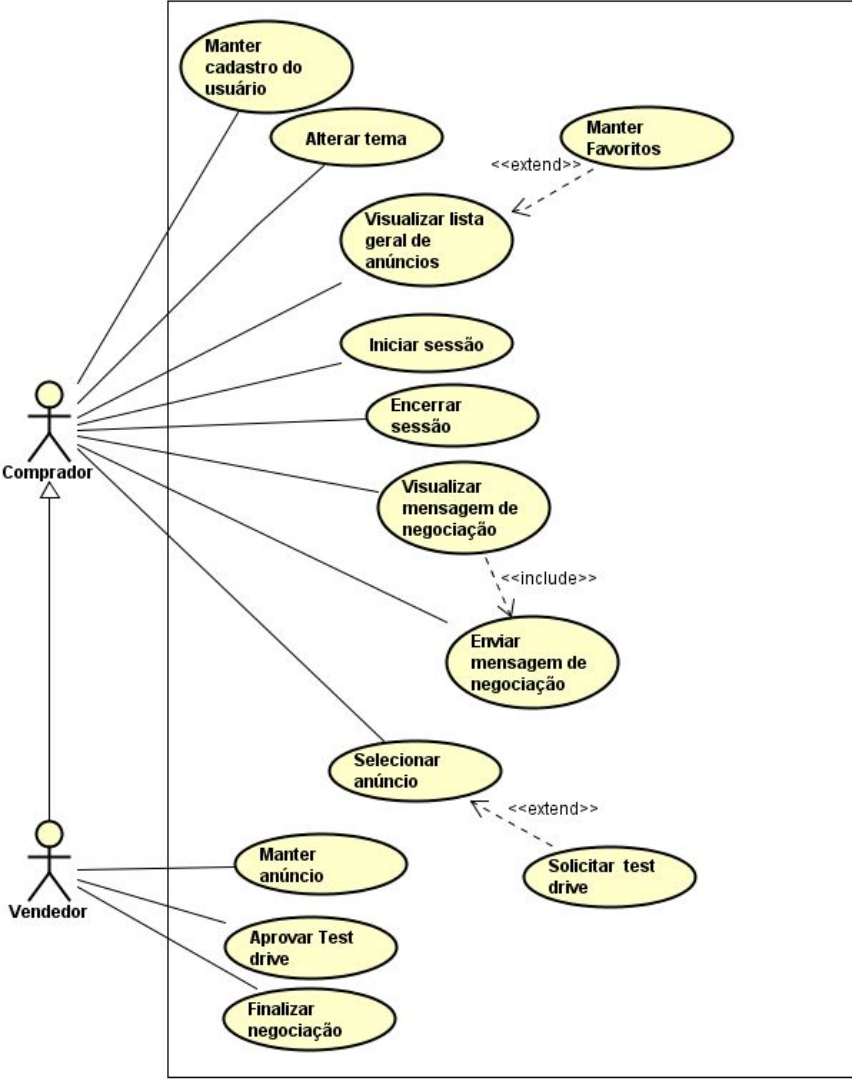 Manter
cadastro do
usuário
Alterar tema
Manter
Favoritos
<<extend>>
Visualizar lista
geral de
anúncios
Iniciar sessão
Encerrar
sessão
Comprador
Visualizar
mensagem de
negociação
<<include>>
Enviar
mensagem de
negociação
Selecionar
anúncio
<<extend>>
Solicitar test
drive
Manter
anúncio
Vendedor
Aprovar Test
drive
Finalizar
negociação